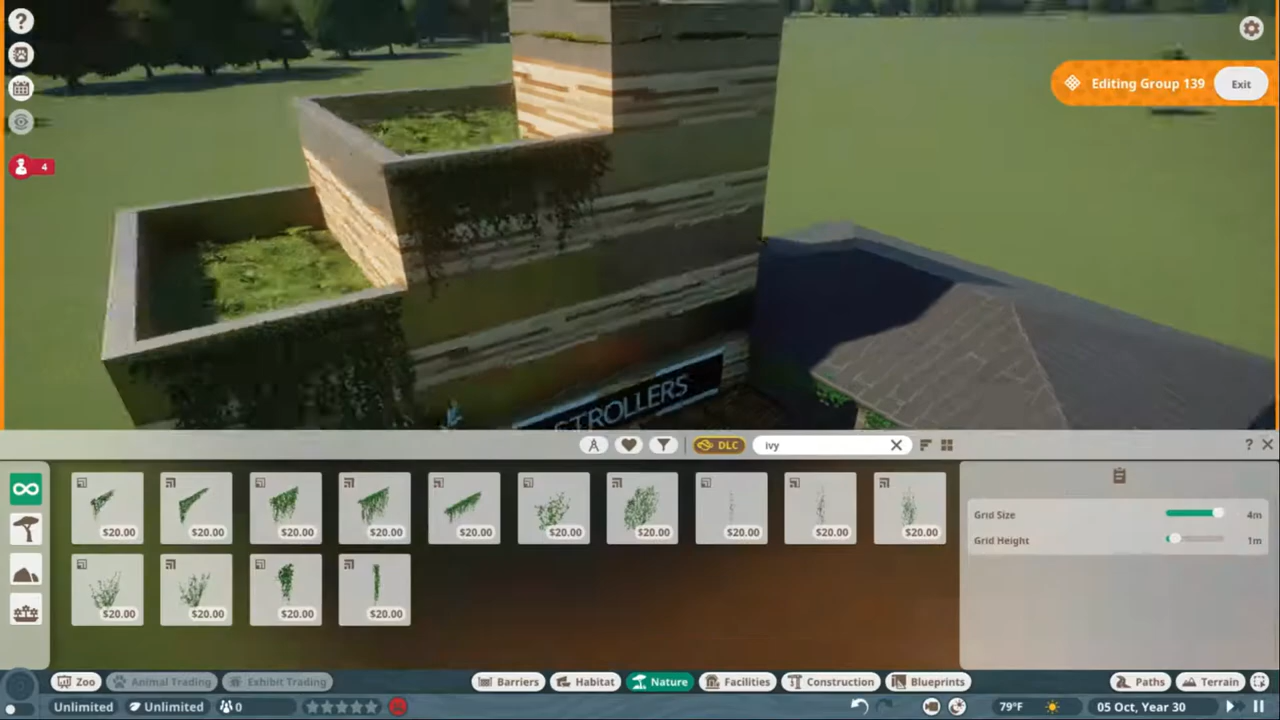 ?
Editing Group 139 Exit
4
STROLLERS
DLC ivy ?
$20.00 $20.00 $20.00 $20.00 $20.00 $20.00 $20.00 $20.00 $20.00 $20.00
Grid Size 4m
Grid Height 1m
$20.00 $20.00 $20.00 $20.00
Zoo Animal Trading Exhibit Trading Barriers Habitat Nature Facilities Construction Blueprints Paths Terrain
Unlimited Unlimited 0 79°F 05 Oct, Year 30